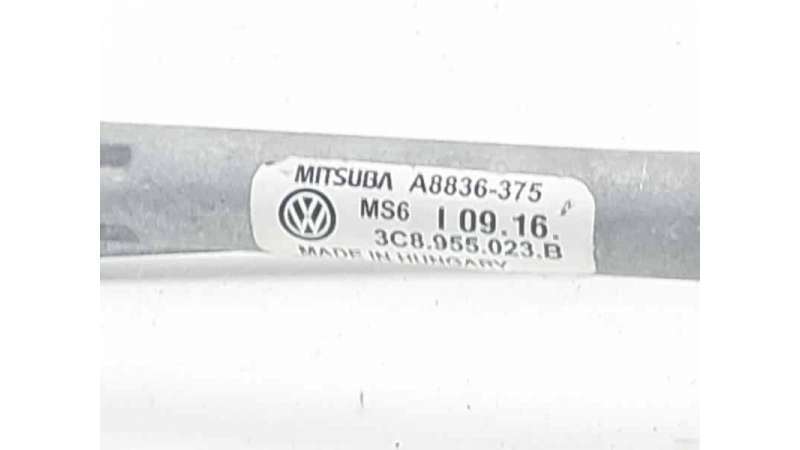 MITSUBA A8836-375
MS6 I 09.16.
3C8.955.023.B
MADE IN HUNGARY